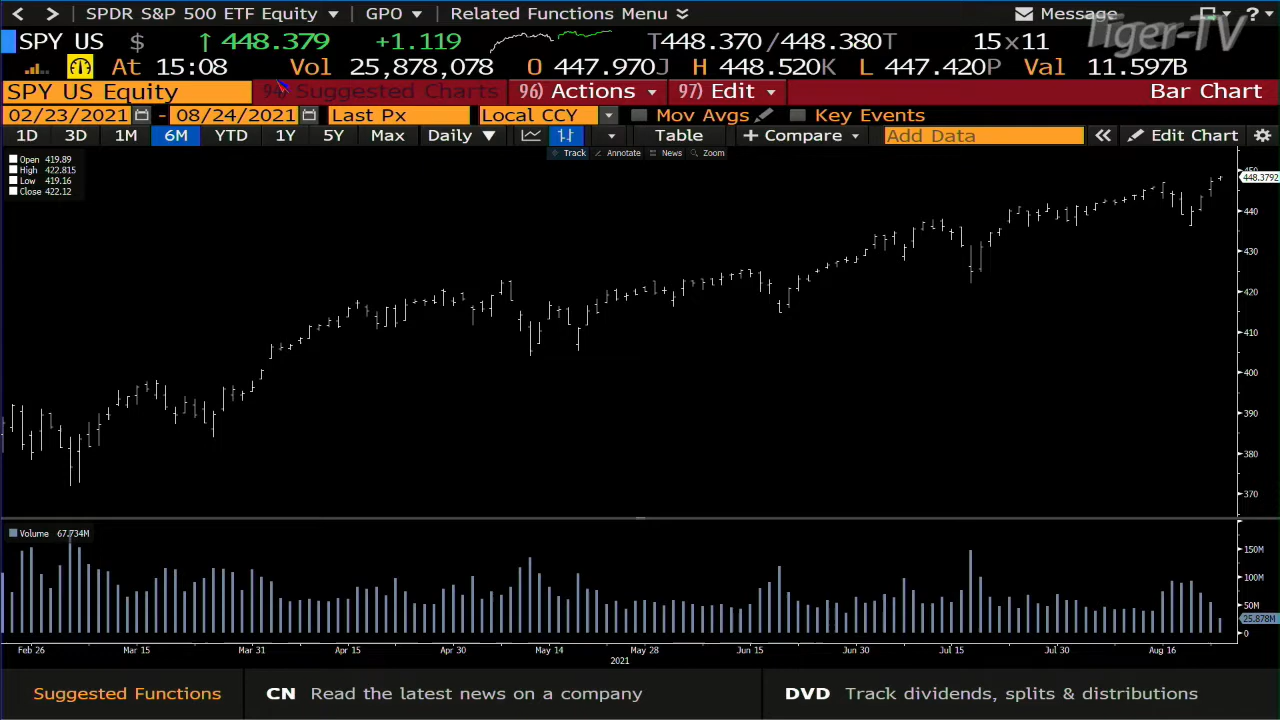 SPDR S&P 500 ETF Equity GPO Related Functions Menu Message ?
Tiger-TV
SPY US $ ↑ 448.379 +1.119 T448.370/448.380T 15x11
At 15:08 Vol 25,878,078 O 447.970J H 448.520K L 447.420P Val 11.597B
SPY US Equity 94) Suggested Charts 96) Actions 97) Edit Bar Chart
02/23/2021 - 08/24/2021 Last Px Local CCY Mov Avgs Key Events
1D 3D 1M 6M YTD 1Y 5Y Max Daily ▼ Table + Compare Add Data « Edit Chart
Track Annotate News Zoom
Open 419.89
High 422.815
Low 419.16
Close 422.12
450
448.3792
440
430
420
410
400
390
380
370
Volume 67.734M
150M
100M
50M
25.878M
0
Feb 26 Mar 15 Mar 31 Apr 15 Apr 30 May 14 May 28 Jun 15 Jun 30 Jul 15 Jul 30 Aug 16
2021
Suggested Functions CN Read the latest news on a company DVD Track dividends, splits & distributions